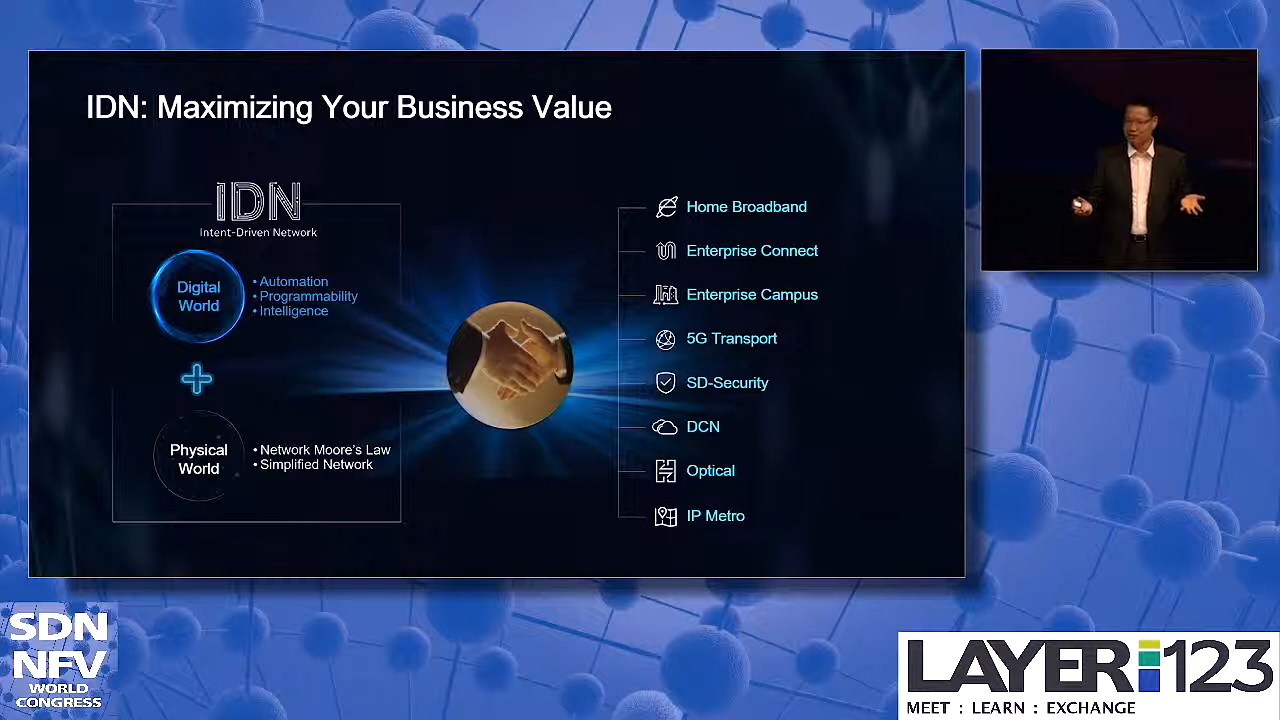 IDN: Maximizing Your Business Value
IDN
Intent-Driven Network
Digital
World
• Automation
• Programmability
• Intelligence
Physical
World
• Network Moore's Law
• Simplified Network
Home Broadband
Enterprise Connect
Enterprise Campus
5G Transport
SD-Security
DCN
Optical
IP Metro
SDN
NFV
WORLD
CONGRESS
LAYER123
MEET : LEARN : EXCHANGE